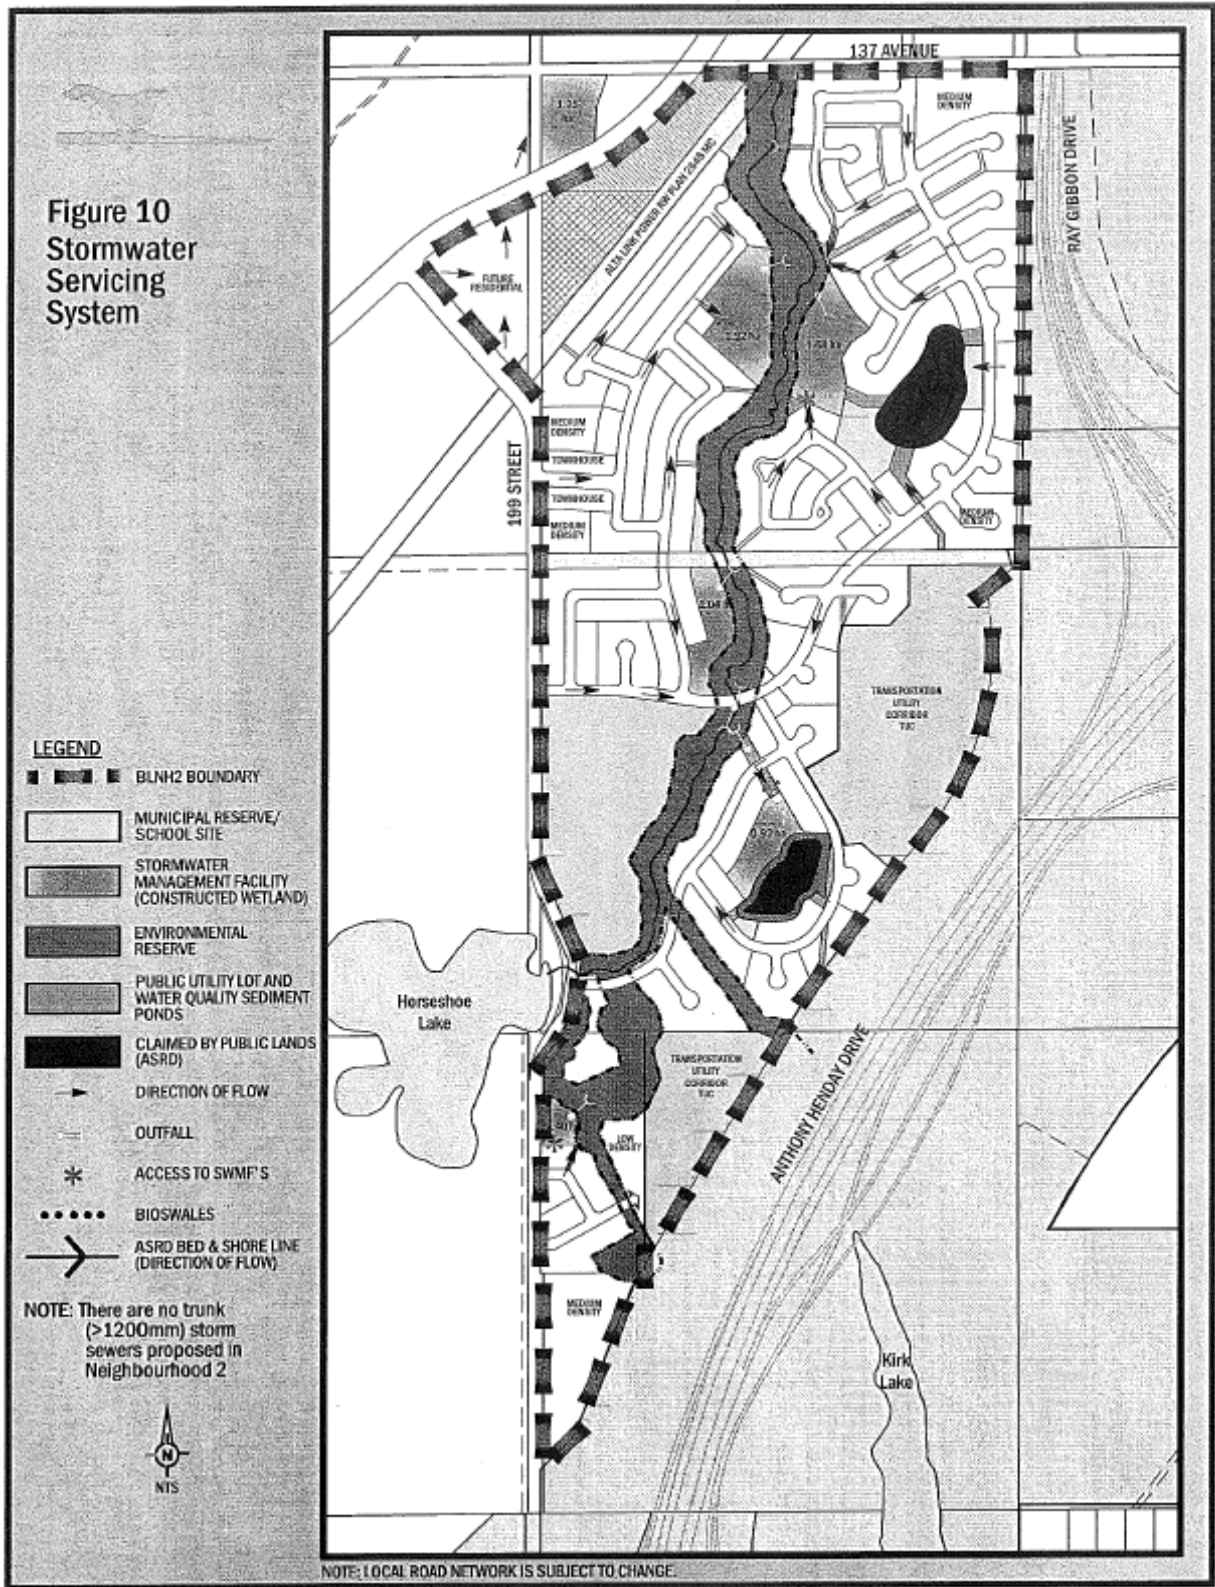 Figure 10
Stormwater
Servicing
System
LEGEND
BLNH2 BOUNDARY
MUNICIPAL RESERVE/
SCHOOL SITE
STORMWATER
MANAGEMENT FACILITY
(CONSTRUCTED WETLAND)
ENVIRONMENTAL
RESERVE
PUBLIC UTILITY LOT AND
WATER QUALITY SEDIMENT
PONDS
CLAIMED BY PUBLIC LANDS
(ASRD)
DIRECTION OF FLOW
OUTFALL
ACCESS TO SWMF'S
BIOSWALES
ASRD BED & SHORE LINE
(DIRECTION OF FLOW)
NOTE: There are no trunk
(>1200mm) storm
sewers proposed in
Neighbourhood 2
N
NTS
137 AVENUE
MEDIUM
DENSITY
RAY GIBBON DRIVE
ALTA LINK POWER RW PLAN
FUTURE
RESIDENTIAL
199 STREET
MEDIUM
DENSITY
TOWNHOUSE
TOWNHOUSE
MEDIUM
DENSITY
MEDIUM
DENSITY
TRANSPORTATION
UTILITY
CORRIDOR
TUC
Horseshoe
Lake
TRANSPORTATION
UTILITY
CORRIDOR
TUC
ANTHONY HENDAY DRIVE
LOW
DENSITY
MEDIUM
DENSITY
Kirk
Lake
NOTE: LOCAL ROAD NETWORK IS SUBJECT TO CHANGE.